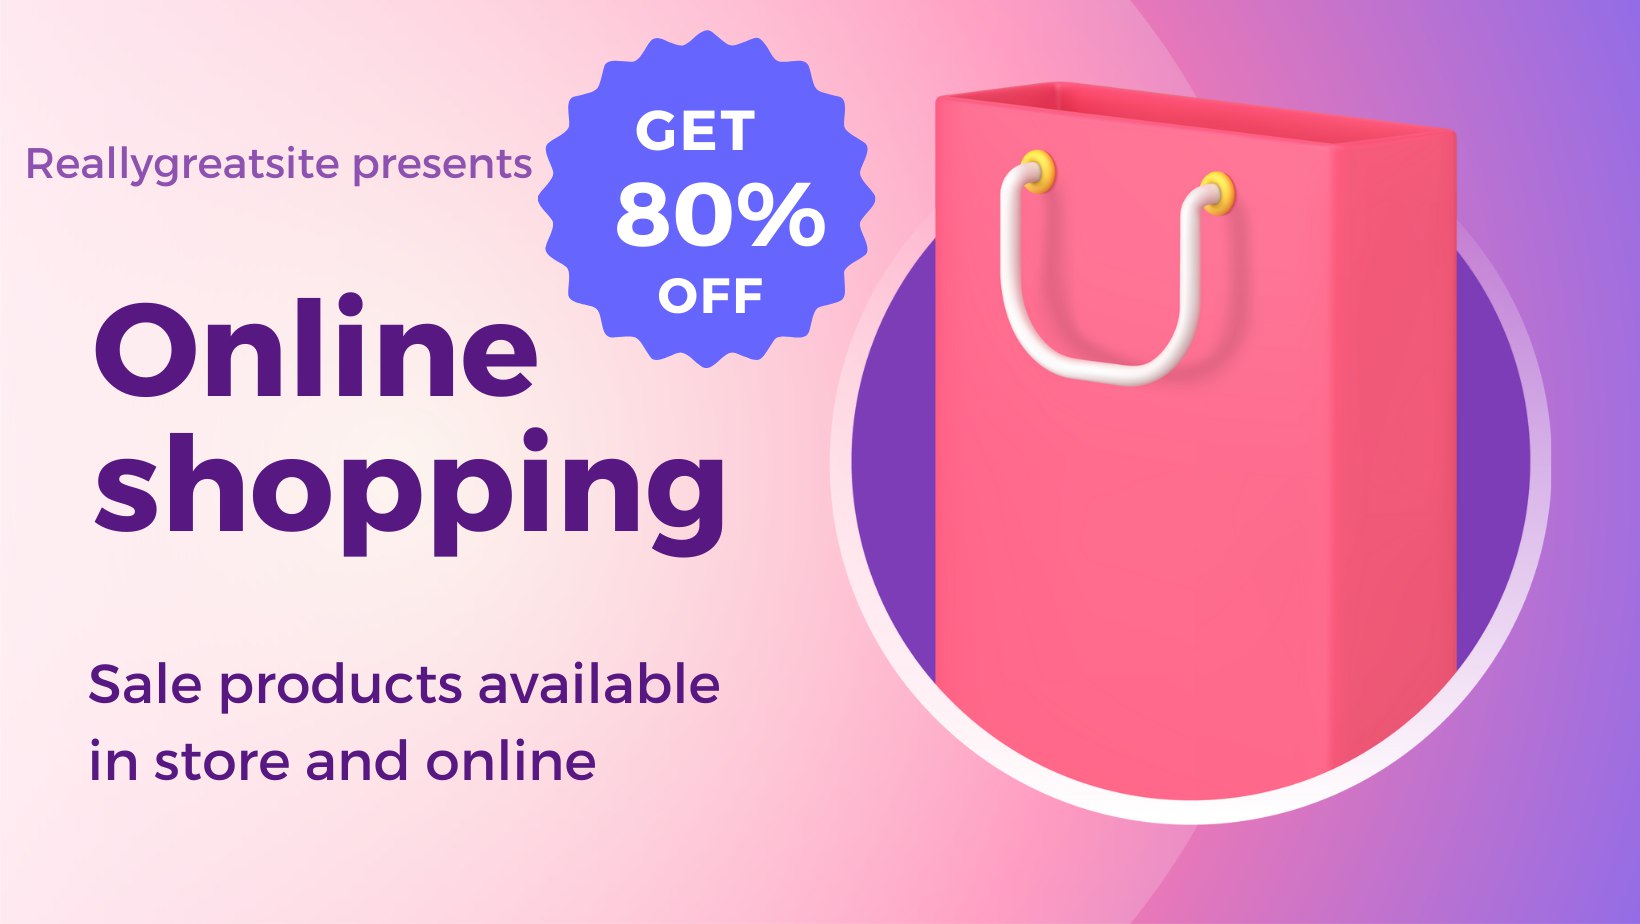 Reallygreatsite presents
GET
80%
OFF
Online
shopping
Sale products available
in store and online